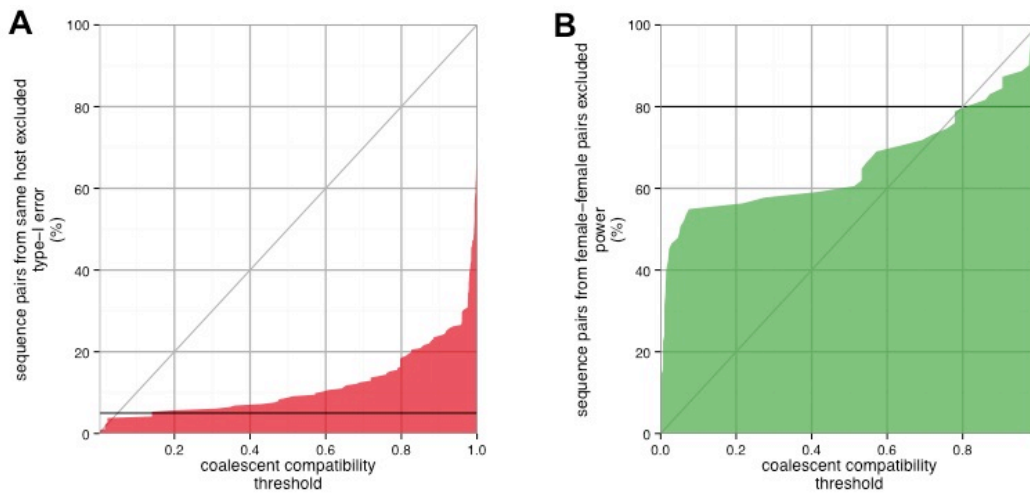 A
sequence pairs from same host excluded
type-I error
(%)
100
80
60
40
20
0
0.2
0.4
0.6
0.8
1.0
coalescent compatibility
threshold
B
sequence pairs from female-female pairs excluded
power
(%)
100
80
60
40
20
0
0.0
0.2
0.4
0.6
0.8
coalescent compatibility
threshold